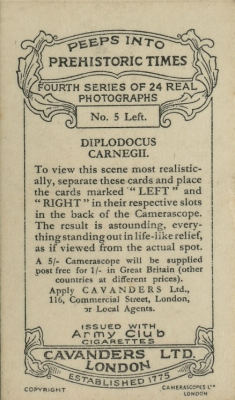 PEEPS INTO
PREHISTORIC TIMES
FOURTH SERIES OF 24 REAL
PHOTOGRAPHS
No. 5 Left.
DIPLODOCUS
CARNEGII.
To view this scene most realistic-
ally, separate these cards and place
the cards marked "LEFT" and
"RIGHT" in their respective slots
in the back of the Camerascope.
The result is astounding, every-
thing standing out in life-like relief,
as if viewed from the actual spot.
A 5/- Camerascope will be supplied
post free for 1/- in Great Britain (other
countries at different prices).
Apply CAVANDERS Ltd.,
116, Commercial Street, London,
or Local Agents.
ISSUED WITH
Army Club
CIGARETTES
CAVANDERS LTD.
LONDON
ESTABLISHED 1775
COPYRIGHT
CAMERASCOPES LTD
LONDON